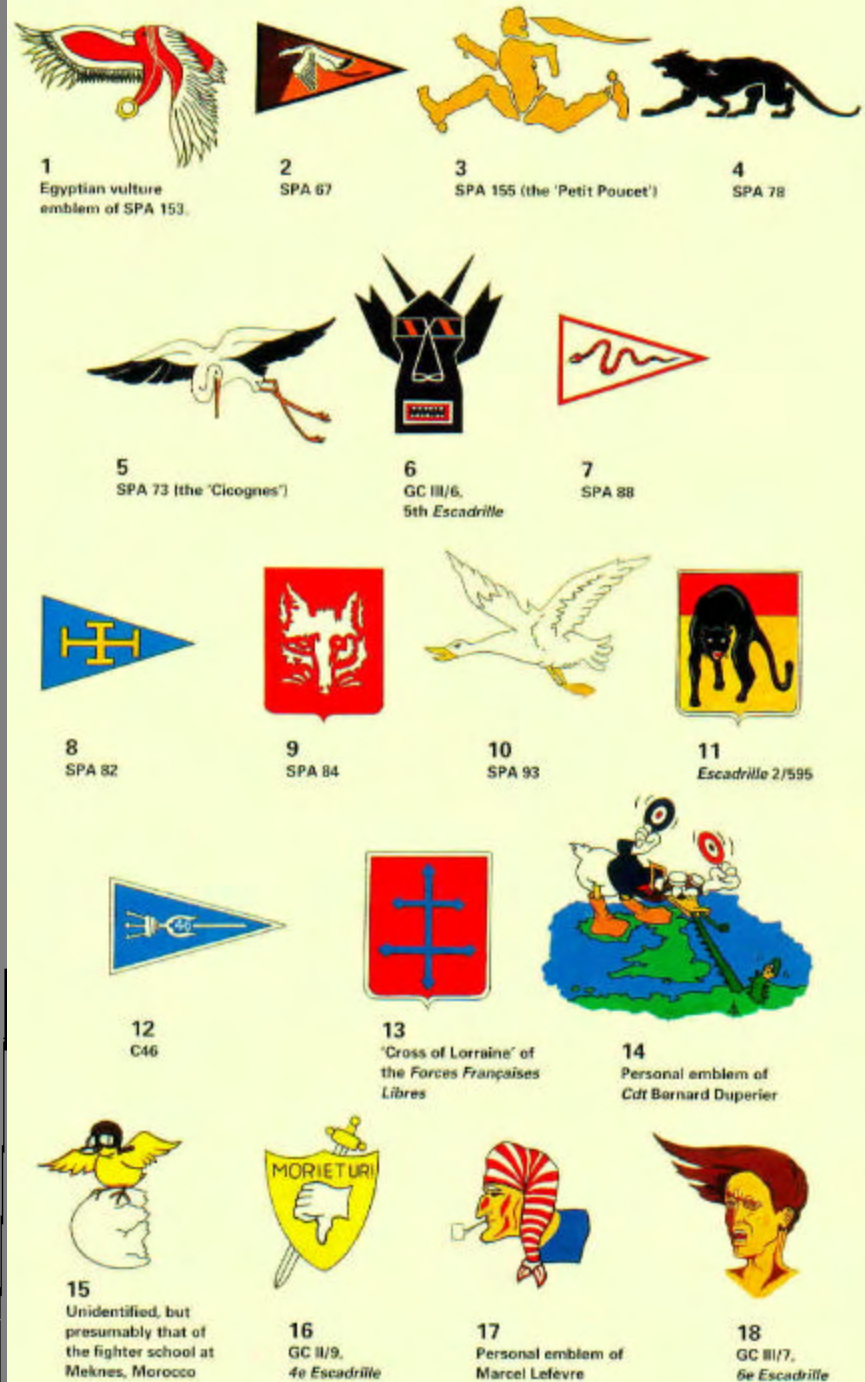 1
Egyptian vulture
emblem of SPA 153.
2
SPA 67
3
SPA 155 (the 'Petit Poucet')
4
SPA 78
5
SPA 73 (the 'Cicognes')
6
GC III/6,
5th Escadrille
7
SPA 88
8
SPA 82
9
SPA 84
10
SPA 93
11
Escadrille 2/595
46
12
C46
13
'Cross of Lorraine' of
the Forces Françaises
Libres
14
Personal emblem of
Cdt Bernard Duperier
15
Unidentified, but
presumably that of
the fighter school at
Meknes, Morocco
MORIETUR!
16
GC II/9,
4e Escadrille
17
Personal emblem of
Marcel Lefèvre
18
GC III/7,
6e Escadrille